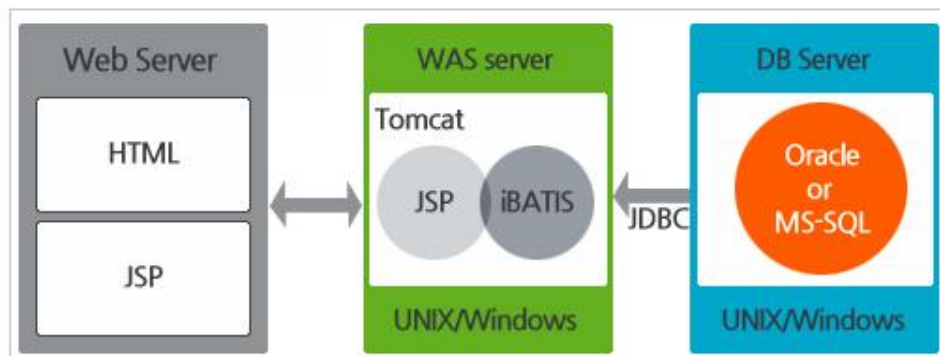 Web Server
HTML
JSP
WAS server
Tomcat
JSP
iBATIS
UNIX/Windows
JDBC
DB Server
Oracle
or
MS-SQL
UNIX/Windows